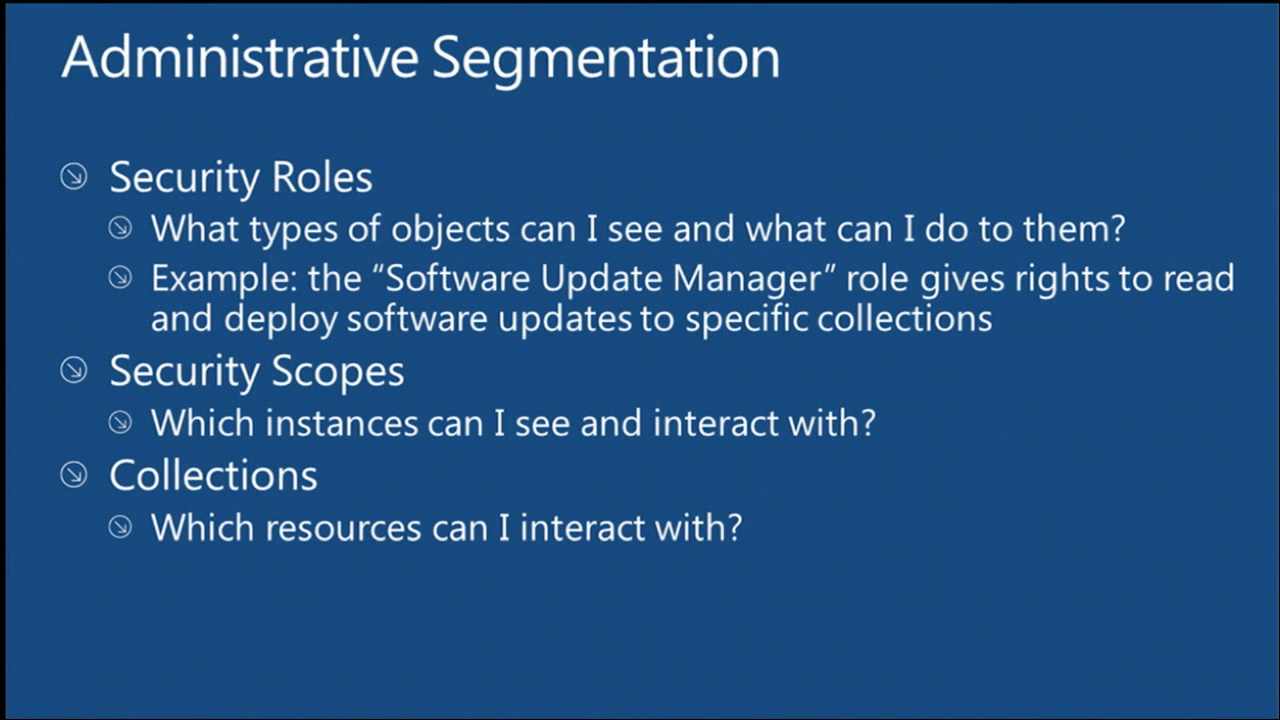 Administrative Segmentation
Security Roles
What types of objects can I see and what can I do to them?
Example: the “Software Update Manager” role gives rights to read
and deploy software updates to specific collections
Security Scopes
Which instances can I see and interact with?
Collections
Which resources can I interact with?